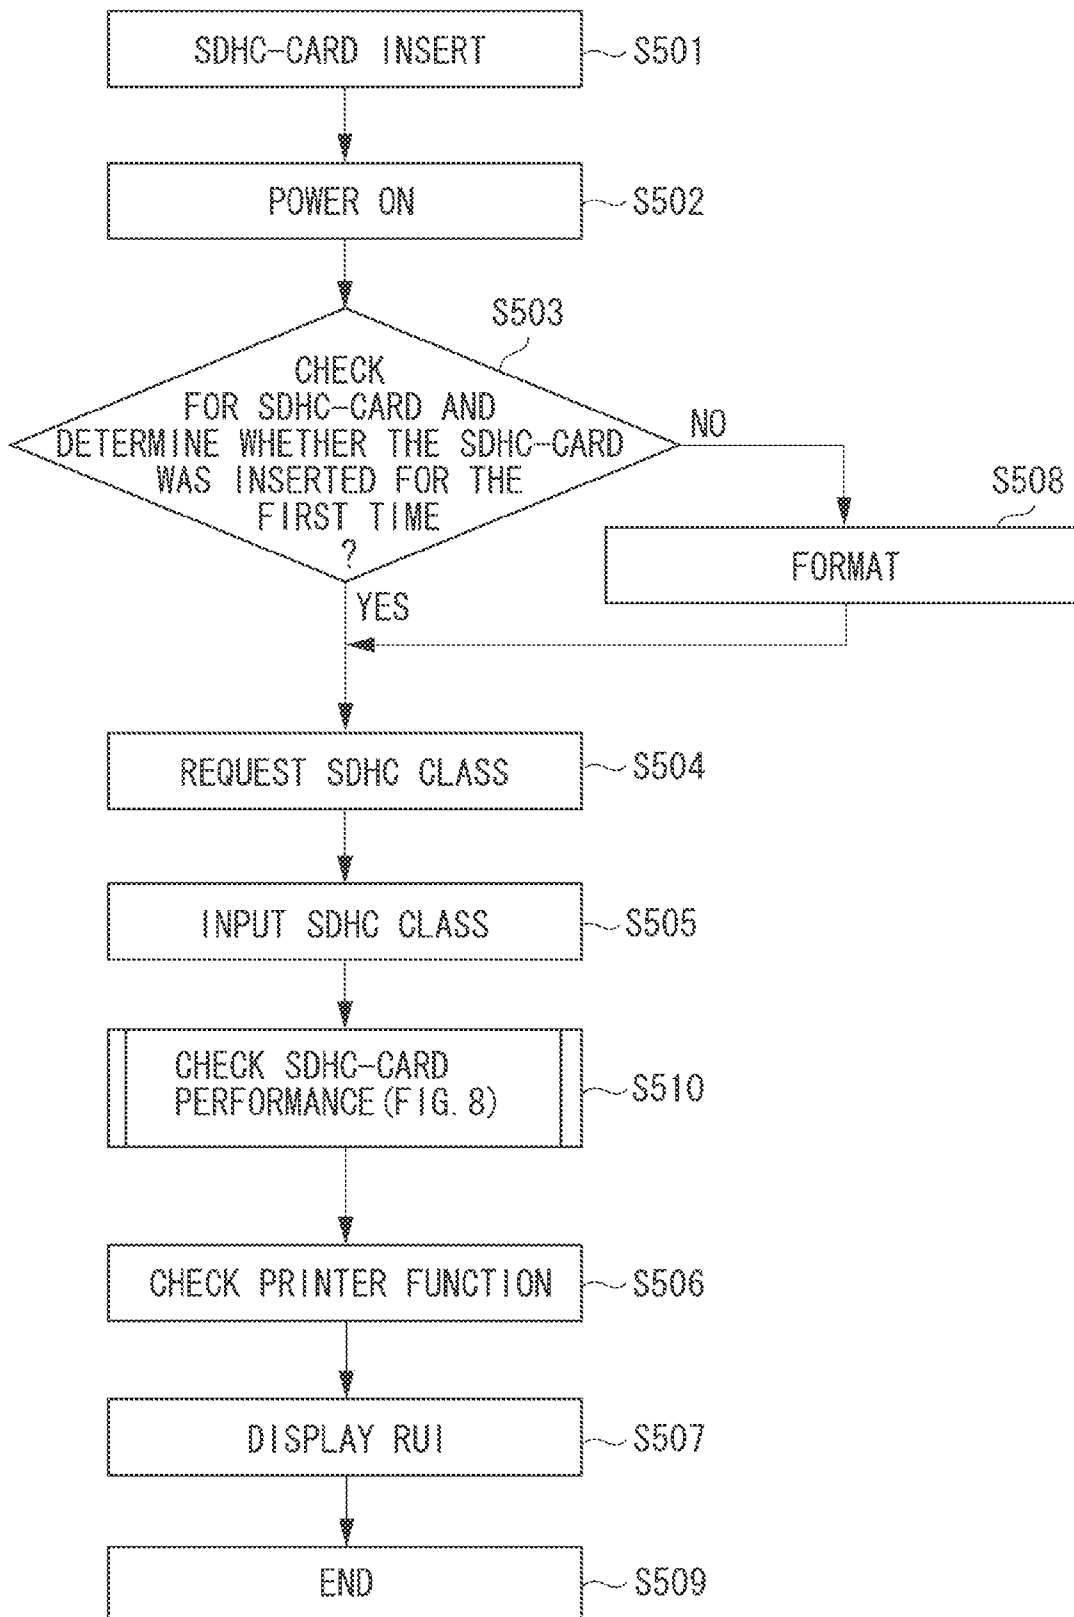 SDHC-CARD INSERT
S501
POWER ON
S502
S503
CHECK
FOR SDHC-CARD AND
DETERMINE WHETHER THE SDHC-CARD
WAS INSERTED FOR THE
FIRST TIME
?
NO
S508
FORMAT
YES
REQUEST SDHC CLASS
S504
INPUT SDHC CLASS
S505
CHECK SDHC-CARD
PERFORMANCE(FIG. 8)
S510
CHECK PRINTER FUNCTION
S506
DISPLAY RUI
S507
END
S509